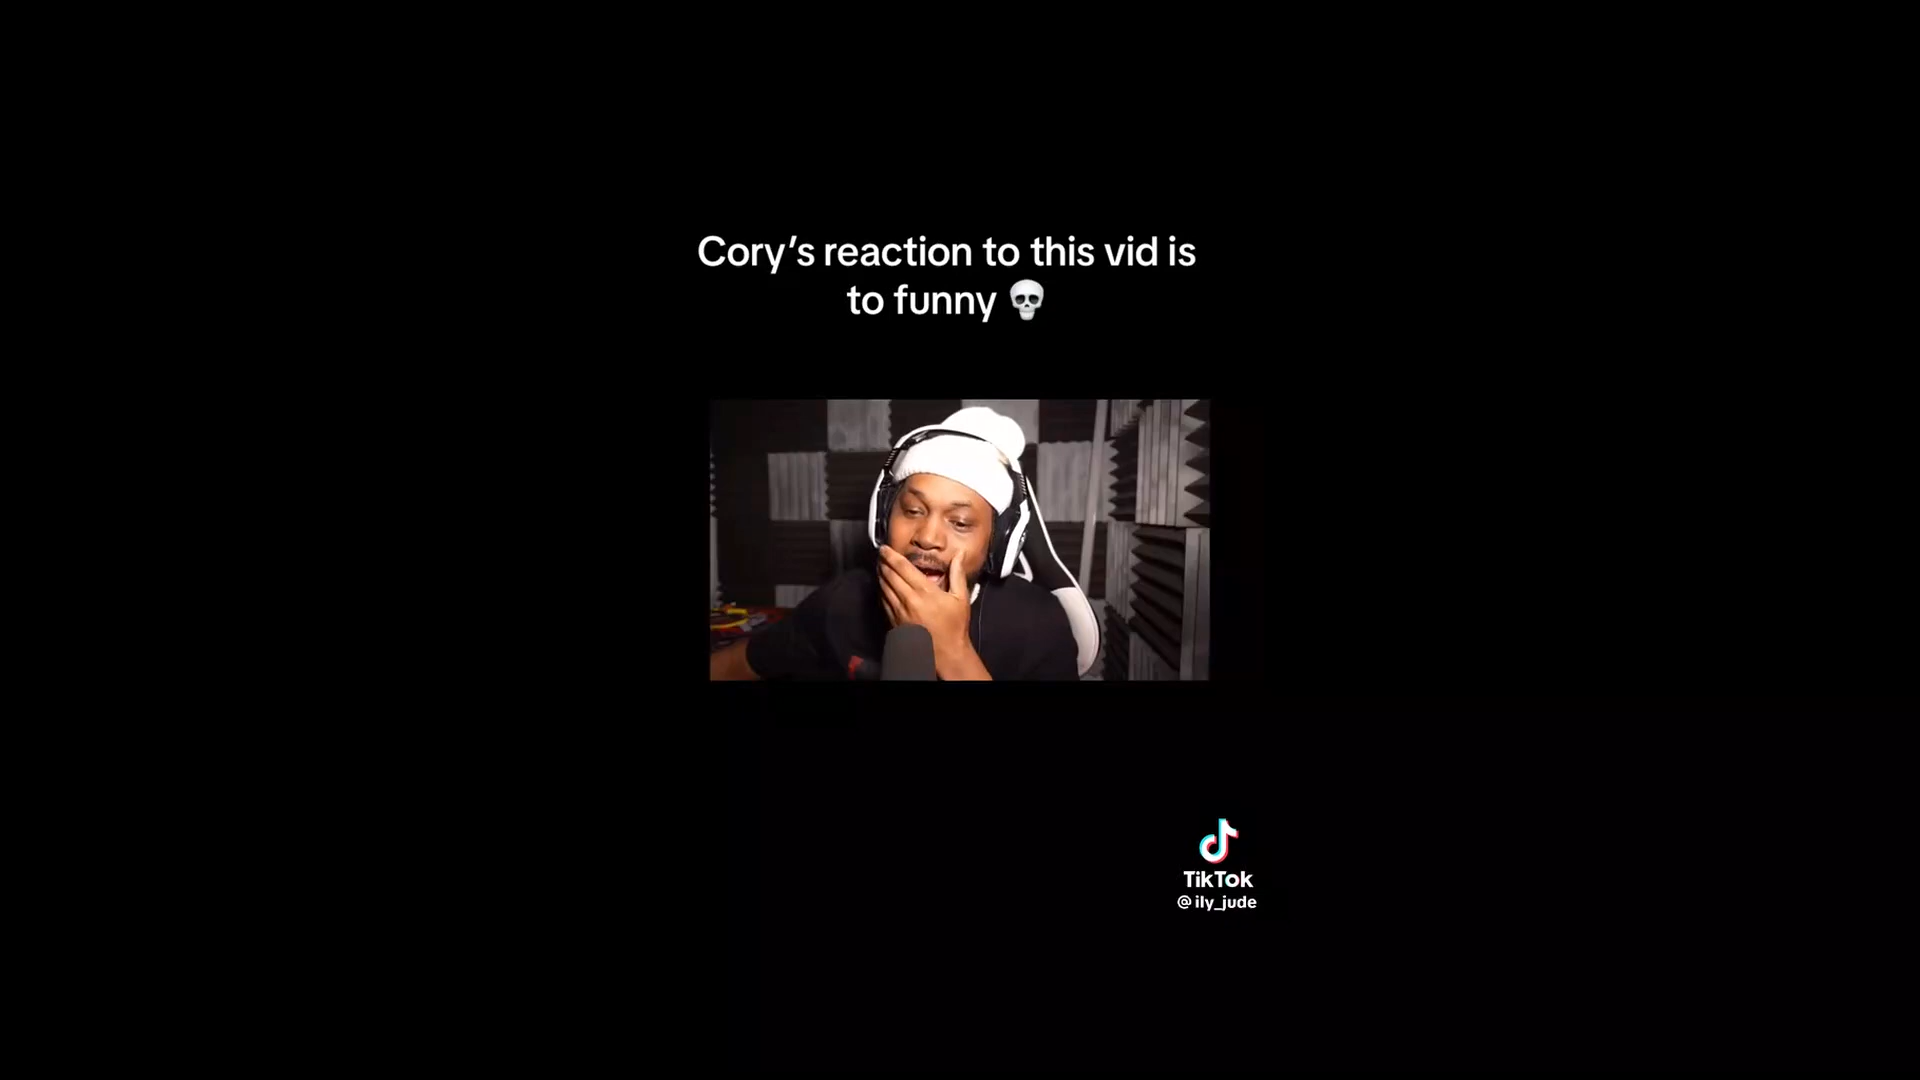 Cory’s reaction to this vid is
to funny 💀
TikTok
@ily_jude